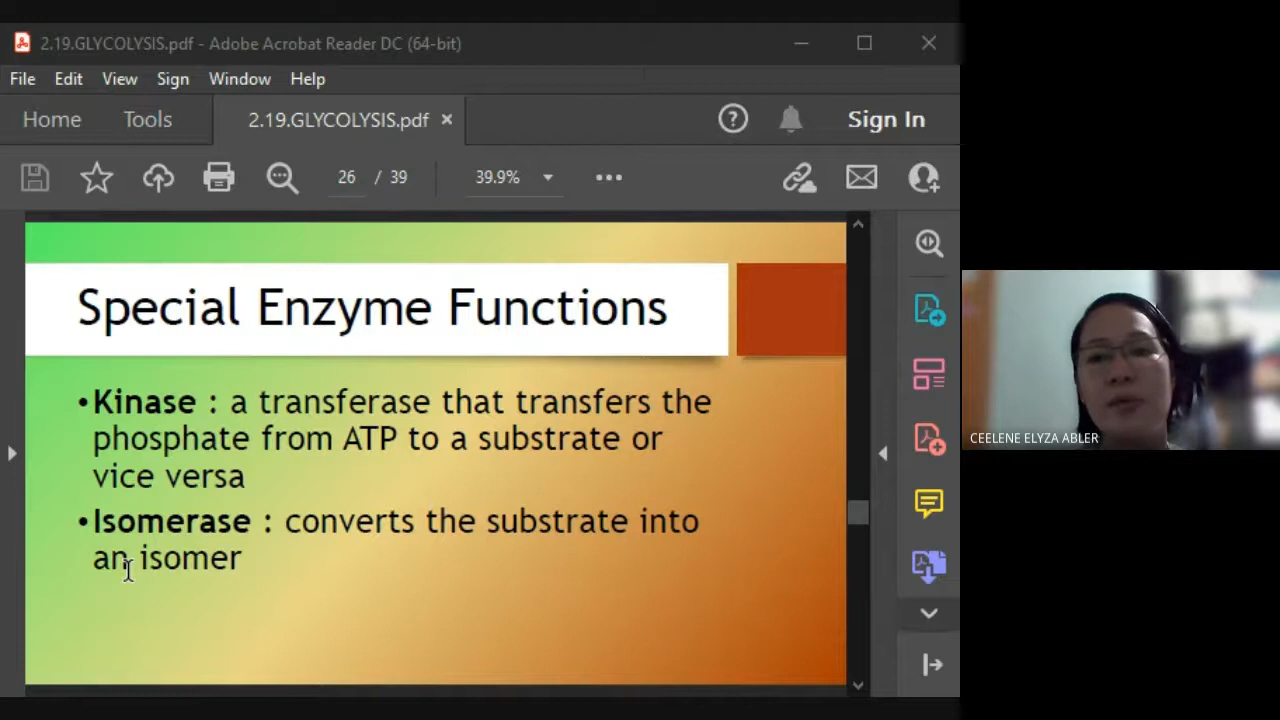 2.19.GLYCOLYSIS.pdf - Adobe Acrobat Reader DC (64-bit)
File Edit View Sign Window Help
Home Tools 2.19.GLYCOLYSIS.pdf × Sign In
26 / 39 39.9%
Special Enzyme Functions
•Kinase : a transferase that transfers the
phosphate from ATP to a substrate or
vice versa
•Isomerase : converts the substrate into
an isomer
CEELENE ELYZA ABLER